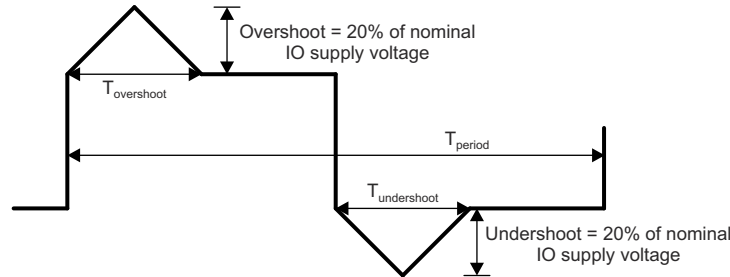 Overshoot = 20% of nominal
IO supply voltage
Tovershoot
Tperiod
Tundershoot
Undershoot = 20% of nominal
IO supply voltage